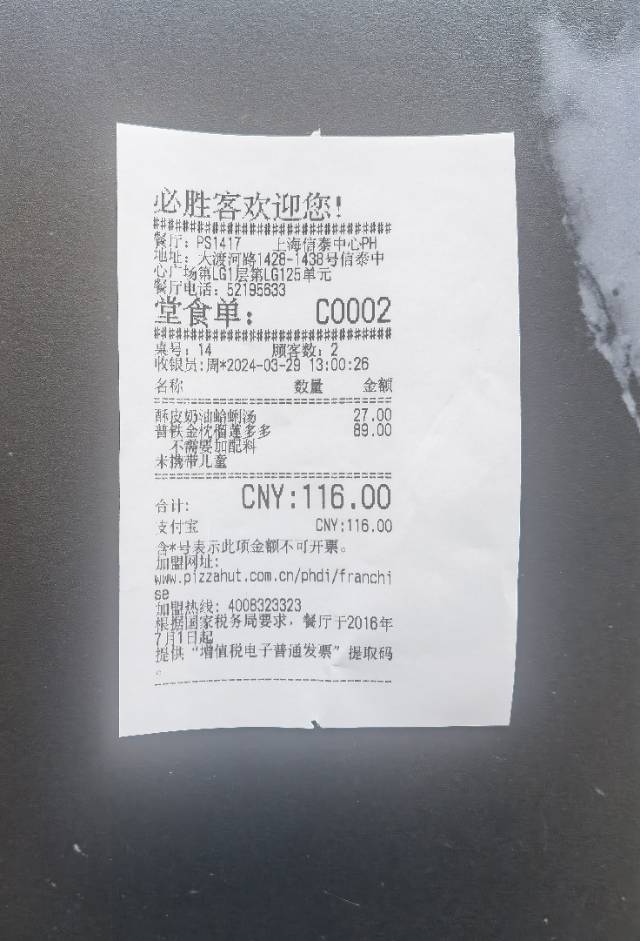 必胜客欢迎您!
################################
餐厅: PS1417 上海信泰中心PH
地址: 大渡河路1428-1438号信泰中
心广场第LG1层第LG125单元
餐厅电话: 52195633
堂食单: C0002
################################
桌号: 14 顾客数: 2
收银员:周*2024-03-29 13:00:26
名称 数量 金额
================================
酥皮奶油蛤蜊汤 27.00
普铁金枕榴莲多多 89.00
不需要加配料
未携带儿童
================================
合计: CNY:116.00
支付宝 CNY:116.00
含*号表示此项金额不可开票。
加盟网址:
www.pizzahut.com.cn/phdi/franchi
se
加盟热线: 4008323323
根据国家税务局要求, 餐厅于2016年
7月1日起
提供“增值税电子普通发票”提取码
。
--------------------------------